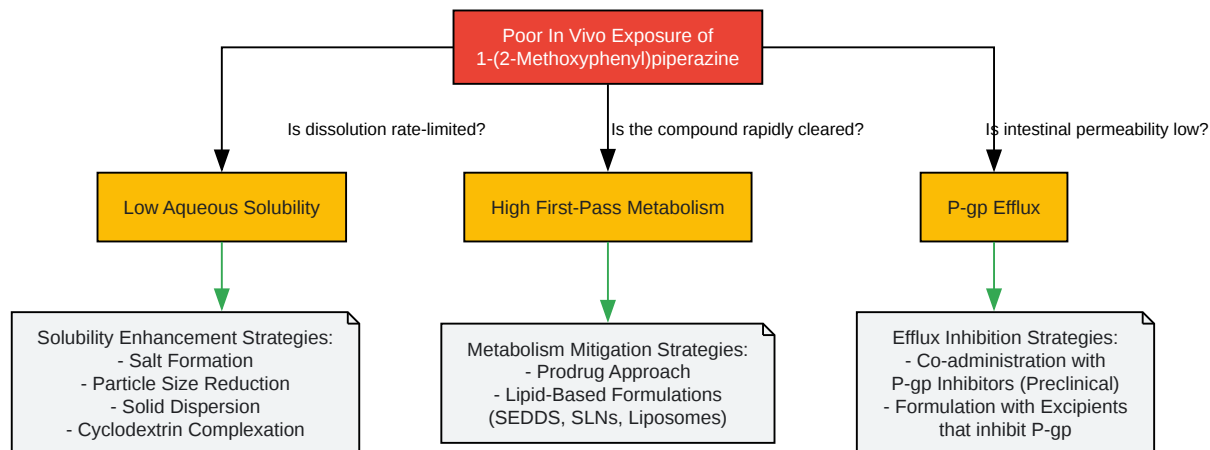 Poor In Vivo Exposure of
1-(2-Methoxyphenyl)piperazine
Is dissolution rate-limited?
Is the compound rapidly cleared?
Is intestinal permeability low?
Low Aqueous Solubility
High First-Pass Metabolism
P-gp Efflux
Solubility Enhancement Strategies:
- Salt Formation
- Particle Size Reduction
- Solid Dispersion
- Cyclodextrin Complexation
Metabolism Mitigation Strategies:
- Prodrug Approach
- Lipid-Based Formulations
(SEDDS, SLNs, Liposomes)
Efflux Inhibition Strategies:
- Co-administration with
P-gp Inhibitors (Preclinical)
- Formulation with Excipients
that inhibit P-gp